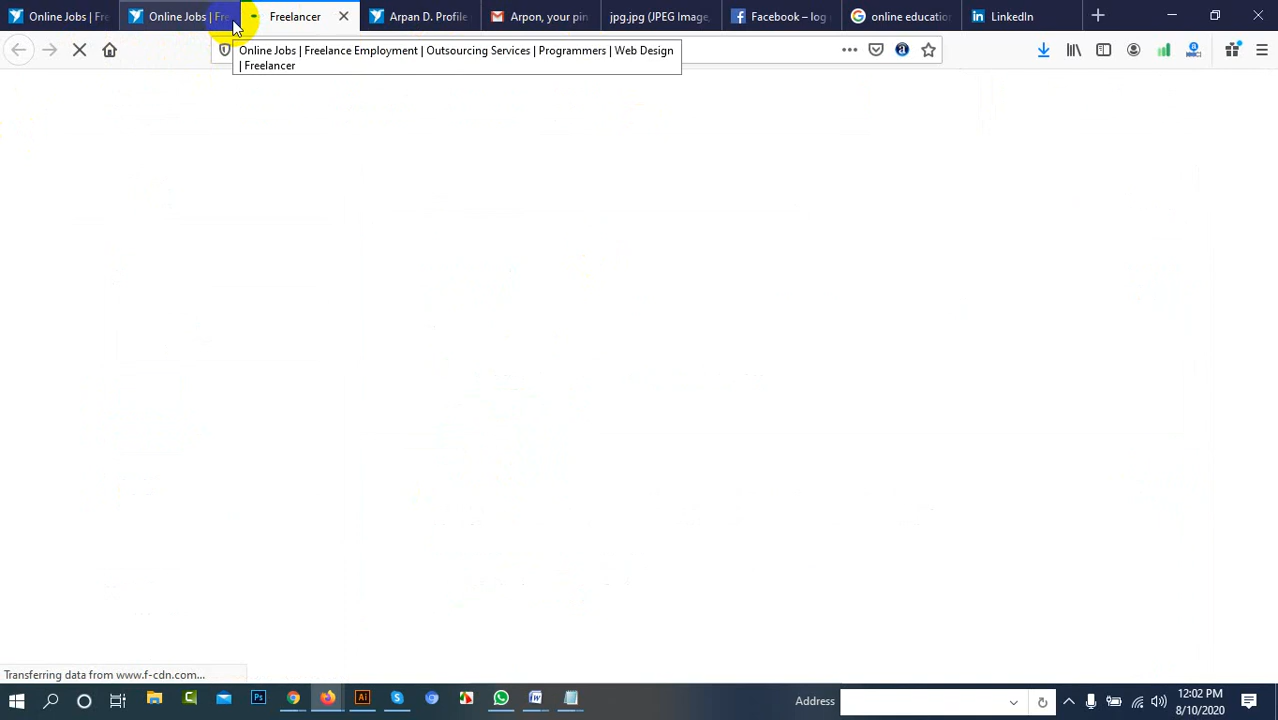 Online Jobs | Fre
Online Jobs | Fre
Freelancer
Arpan D. Profile
Arpon, your pin
jpg.jpg (JPEG Image,
Facebook – log
online education
LinkedIn
Online Jobs | Freelance Employment | Outsourcing Services | Programmers | Web Design
| Freelancer
Transferring data from www.f-cdn.com...
Address
12:02 PM
8/10/2020